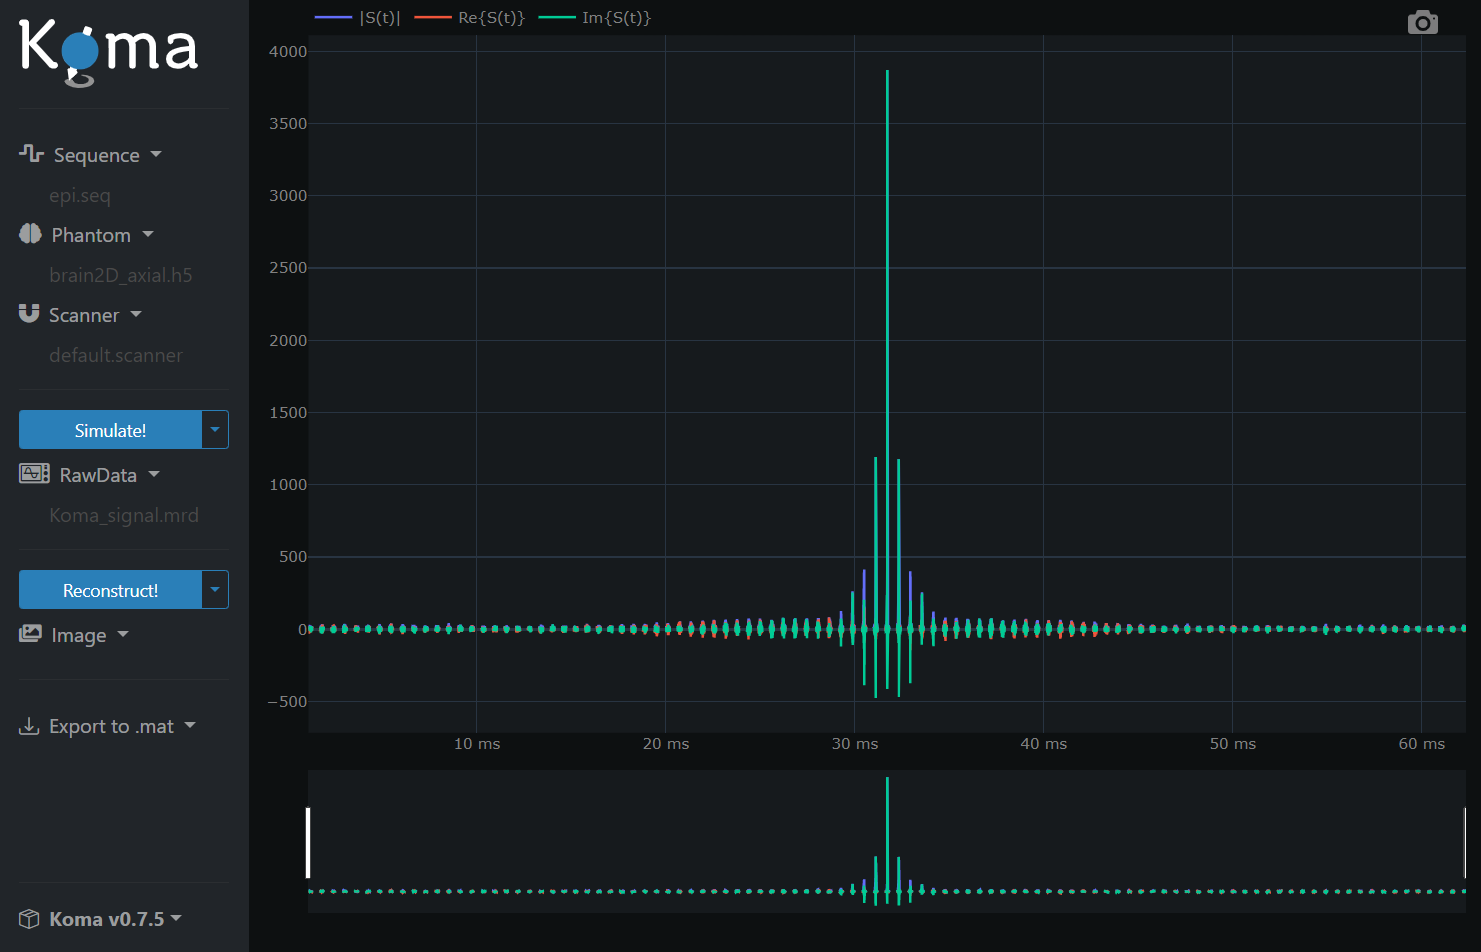 Koma
Sequence
epi.seq
Phantom
brain2D_axial.h5
Scanner
default.scanner
Simulate!
RawData
Koma_signal.mrd
Reconstruct!
Image
Export to .mat
Koma v0.7.5
|S(t)| Re{S(t)} Im{S(t)}
4000
3500
3000
2500
2000
1500
1000
500
0
−500
10 ms 20 ms 30 ms 40 ms 50 ms 60 ms